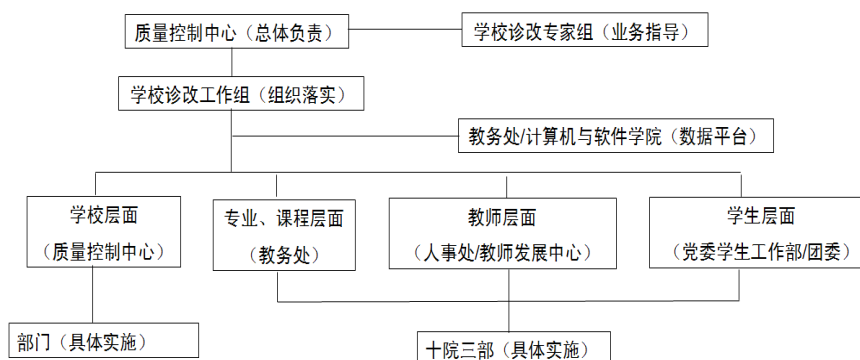 质量控制中心（总体负责）
学校诊改专家组（业务指导）
学校诊改工作组（组织落实）
教务处/计算机与软件学院（数据平台）
学校层面
（质量控制中心）
专业、课程层面
（教务处）
教师层面
（人事处/教师发展中心）
学生层面
（党委学生工作部/团委）
部门（具体实施）
十院三部（具体实施）